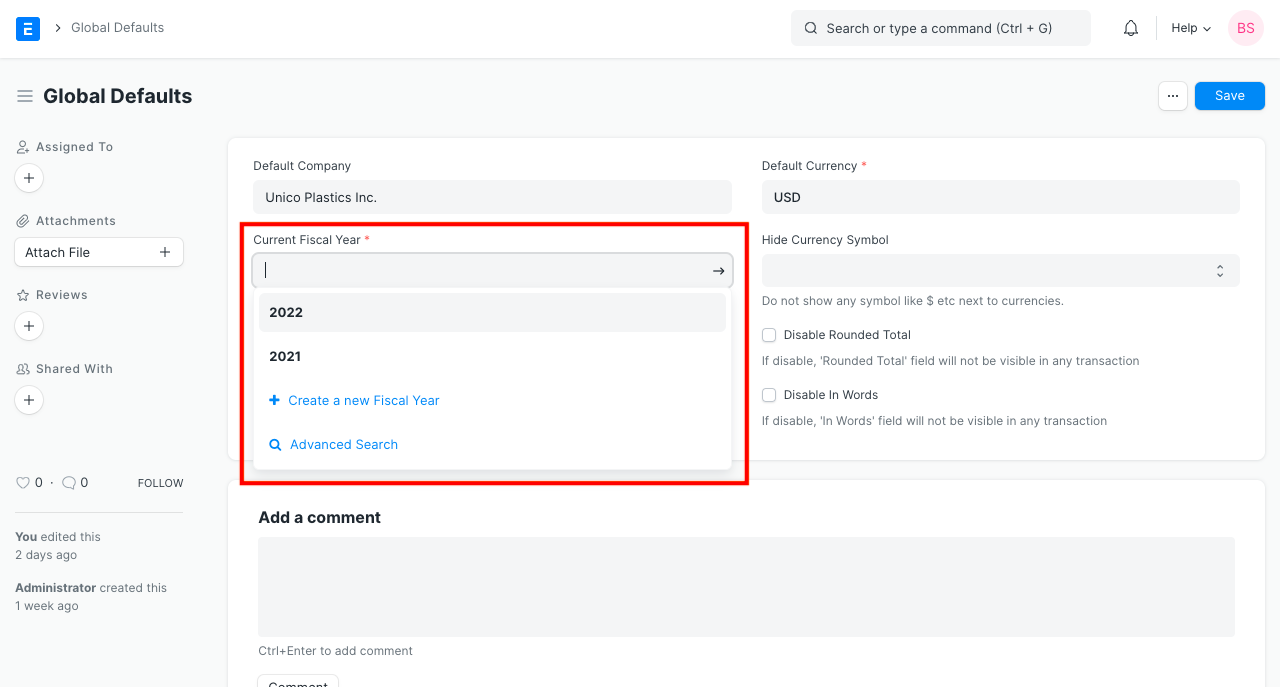 E
Global Defaults
Search or type a command (Ctrl + G)
Help
BS
Global Defaults
...
Save
Assigned To
+
Attachments
Attach File +
Reviews
+
Shared With
+
0 · 0 FOLLOW
You edited this
2 days ago
Administrator created this
1 week ago
Default Company
Unico Plastics Inc.
Current Fiscal Year *
2022
2021
+ Create a new Fiscal Year
Advanced Search
Default Currency *
USD
Hide Currency Symbol
Do not show any symbol like $ etc next to currencies.
Disable Rounded Total
If disable, 'Rounded Total' field will not be visible in any transaction
Disable In Words
If disable, 'In Words' field will not be visible in any transaction
Add a comment
Ctrl+Enter to add comment
Comment